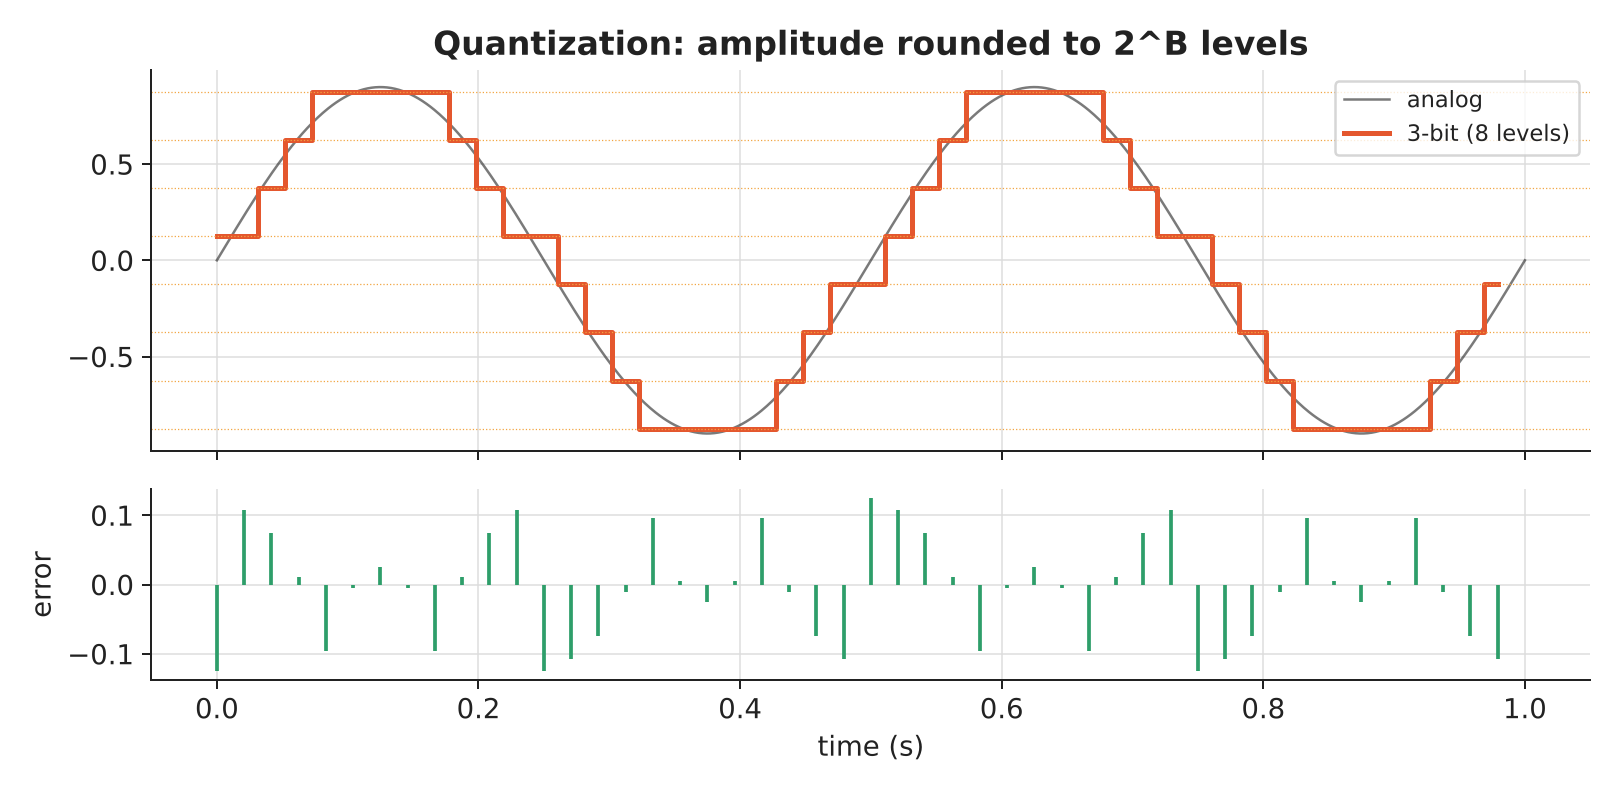 Quantization: amplitude rounded to 2^B levels
analog
3-bit (8 levels)
0.5
0.0
−0.5
0.1
0.0
−0.1
error
0.0 0.2 0.4 0.6 0.8 1.0
time (s)